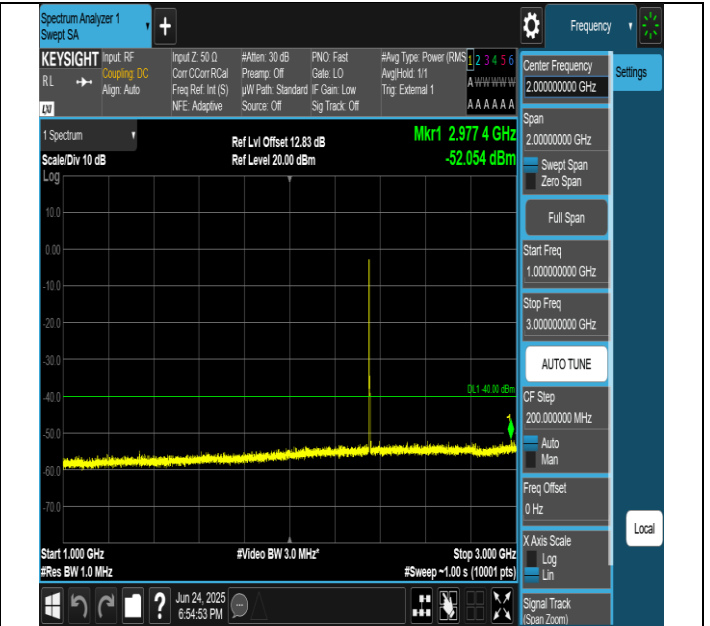 Spectrum Analyzer 1
Swept SA
Frequency
KEYSIGHT
RL
LXI
Input: RF
Coupling: DC
Align: Auto
Input Z: 50 Ω
Corr CCorr RCal
Freq Ref: Int (S)
NFE: Adaptive
#Atten: 30 dB
Preamp: Off
µW Path: Standard
Source: Off
PNO: Fast
Gate: LO
IF Gain: Low
Sig Track: Off
#Avg Type: Power (RMS
Avg|Hold: 1/1
Trig: External 1
1 2 3 4 5 6
A W W W W W
A A A A A A
Center Frequency
2.00000000 GHz
Settings
Span
2.00000000 GHz
Swept Span
Zero Span
Full Span
Start Freq
1.00000000 GHz
Stop Freq
3.00000000 GHz
AUTO TUNE
CF Step
200.000000 MHz
Auto
Man
Freq Offset
0 Hz
X Axis Scale
Log
Lin
Signal Track
(Span Zoom)
Local
1 Spectrum
Scale/Div 10 dB
Ref Lvl Offset 12.83 dB
Ref Level 20.00 dBm
Mkr1 2.977 4 GHz
-52.054 dBm
Log
10.0
0.00
-10.0
-20.0
-30.0
-40.0
-50.0
-60.0
-70.0
DL1 -40.00 dBm
1
Start 1.000 GHz
#Res BW 1.0 MHz
#Video BW 3.0 MHz*
Stop 3.000 GHz
#Sweep ~1.00 s (10001 pts)
?
Jun 24, 2025
6:54:53 PM